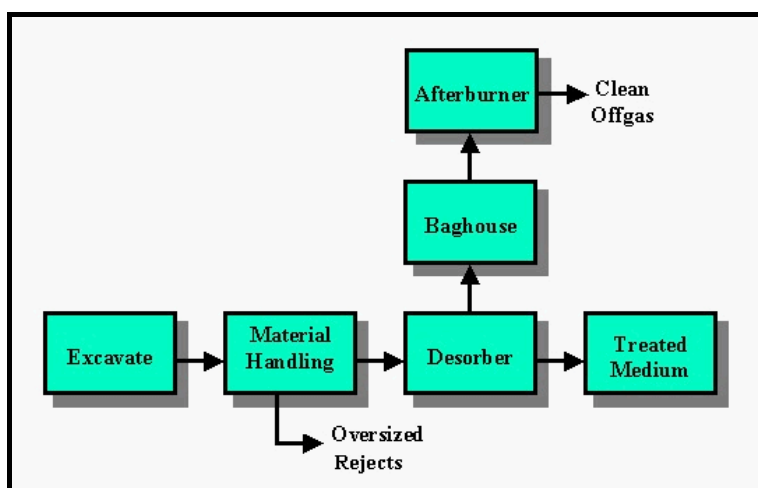 Afterburner
Clean
Offgas
Baghouse
Excavate
Material
Handling
Desorber
Treated
Medium
Oversized
Rejects